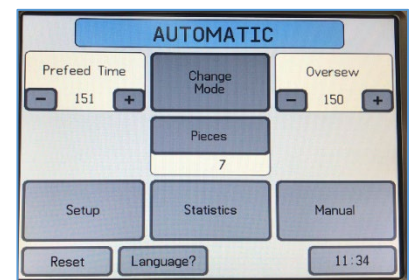 AUTOMATIC
Prefeed Time
- 151 +
Change
Mode
Oversew
- 150 +
Pieces
7
Setup
Statistics
Manual
Reset
Language?
11:34